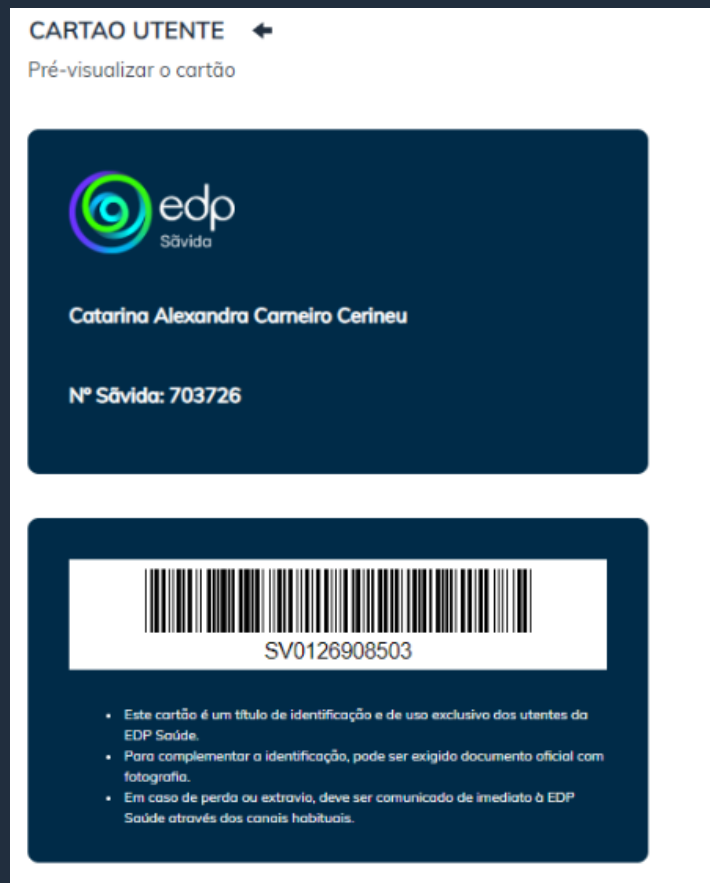 CARTAO UTENTE
Pré-visualizar o cartão
edp
Sãvida
Catarina Alexandra Carneiro Cerineu
Nº Sãvida: 703726
SV0126908503
• Este cartão é um título de identificação e de uso exclusivo dos utentes da
EDP Saúde.
• Para complementar a identificação, pode ser exigido documento oficial com
fotografia.
• Em caso de perda ou extravio, deve ser comunicado de imediato à EDP
Saúde através dos canais habituais.